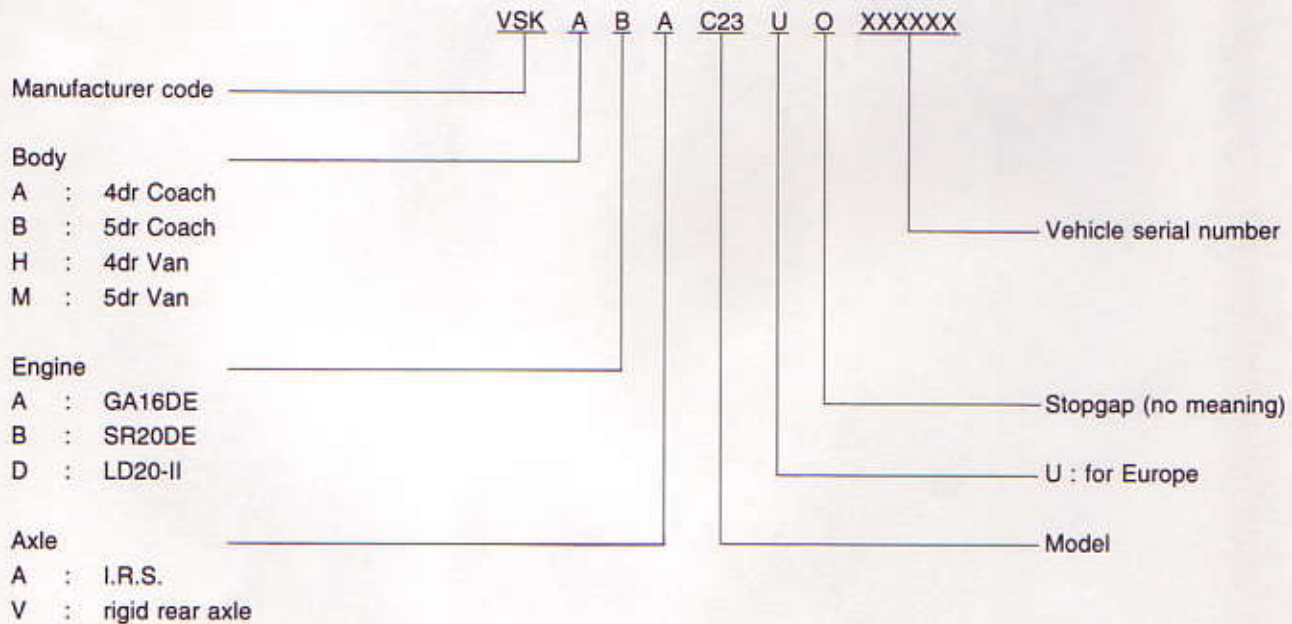 VSK A B A C23 U O XXXXXX
Manufacturer code
Body
A : 4dr Coach
B : 5dr Coach
H : 4dr Van
M : 5dr Van
Vehicle serial number
Engine
A : GA16DE
B : SR20DE
D : LD20-II
Stopgap (no meaning)
U : for Europe
Axle
A : I.R.S.
V : rigid rear axle
Model